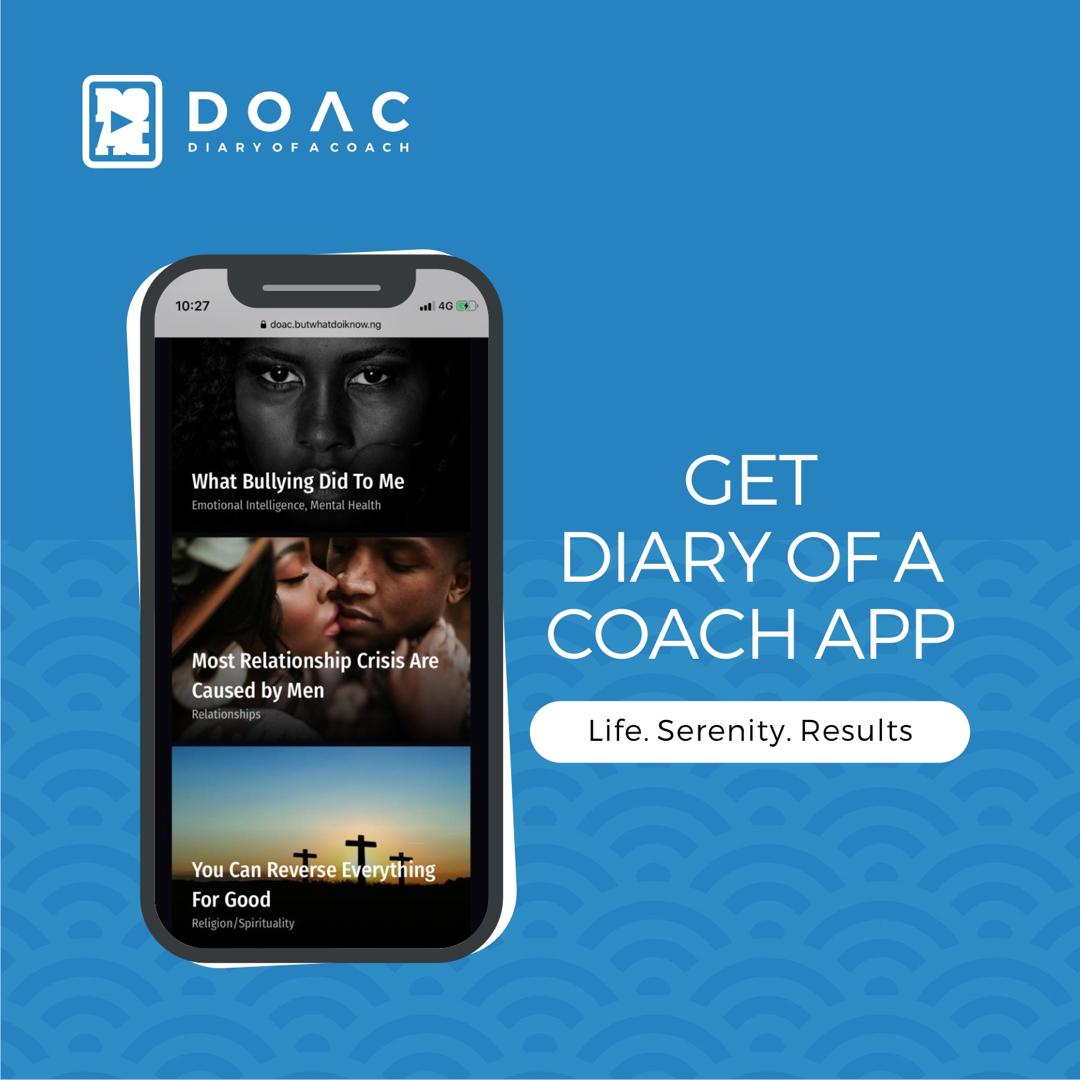 DOAC
DIARY OF A COACH
10:27
4G
doac.butwhatdoiknow.ng
What Bullying Did To Me
Emotional Intelligence, Mental Health
Most Relationship Crisis Are
Caused by Men
Relationships
You Can Reverse Everything
For Good
Religion/Spirituality
GET
DIARY OF A
COACH APP
Life. Serenity. Results